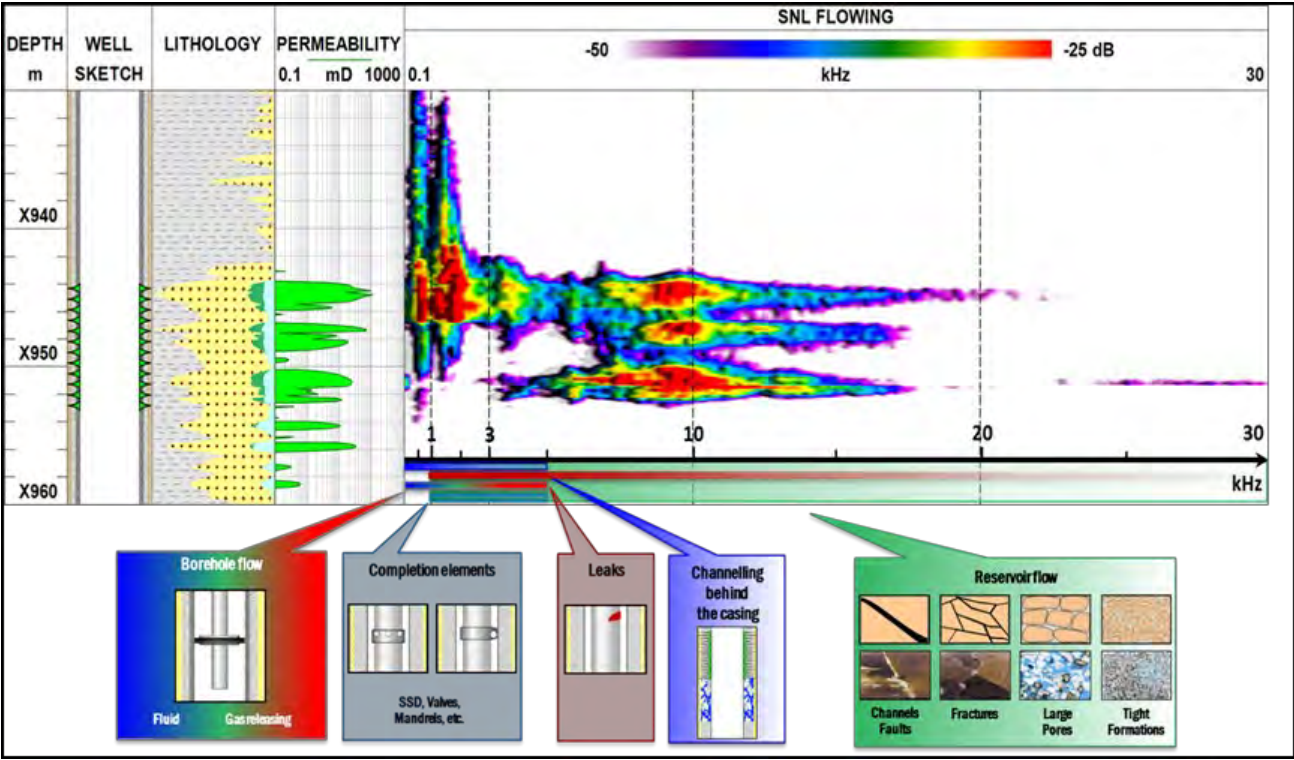 SNL FLOWING
DEPTH
m
WELL
SKETCH
LITHOLOGY
PERMEABILITY
0.1 mD 1000
-50
-25 dB
0.1
kHz
30
X940
X950
X960
1 3 10 20 30
kHz
Borehole flow
Fluid
Gas releasing
Completion elements
SSD, Valves,
Mandrels, etc.
Leaks
Channelling
behind
the casing
Reservoir flow
Channels
Faults
Fractures
Large
Pores
Tight
Formations